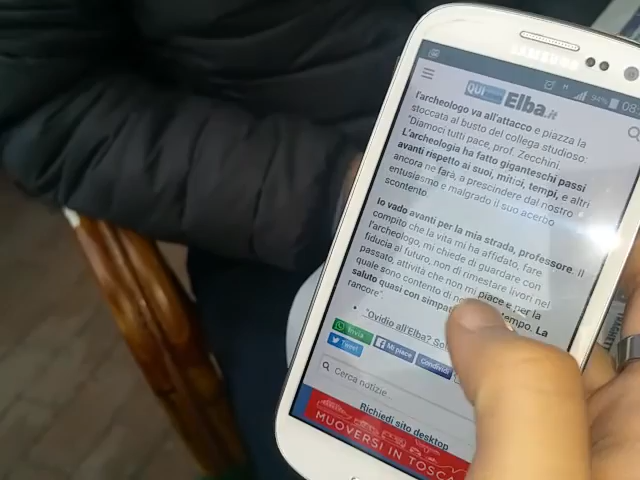 SAMSUNG
94% 08:
QUI Elba.it
l'archeologo va all'attacco e piazza la
stoccata al busto del collega studioso:
"Diamoci tutti pace, prof. Zecchini.
L'archeologia ha fatto giganteschi passi
avanti rispetto ai suoi, mitici, tempi, e altri
ancora ne farà, a prescindere dal nostro
entusiasmo e malgrado il suo acerbo
scontento
Io vado avanti per la mia strada, professore. Il
compito che la vita mi ha affidato, fare
l'archeologo, mi chiede di guardare con
fiducia al futuro, non di rimestare livori nel
passato, attività che non mi piace e per la
quale sono contento di
saluto quasi con tempo. La
rancore"
"Ovidio all'Elba?
Invia
Mi piace
Condividi
Tweet
Cerca notizie
Richiedi sito desktop
MUOVERSI IN TOSCA